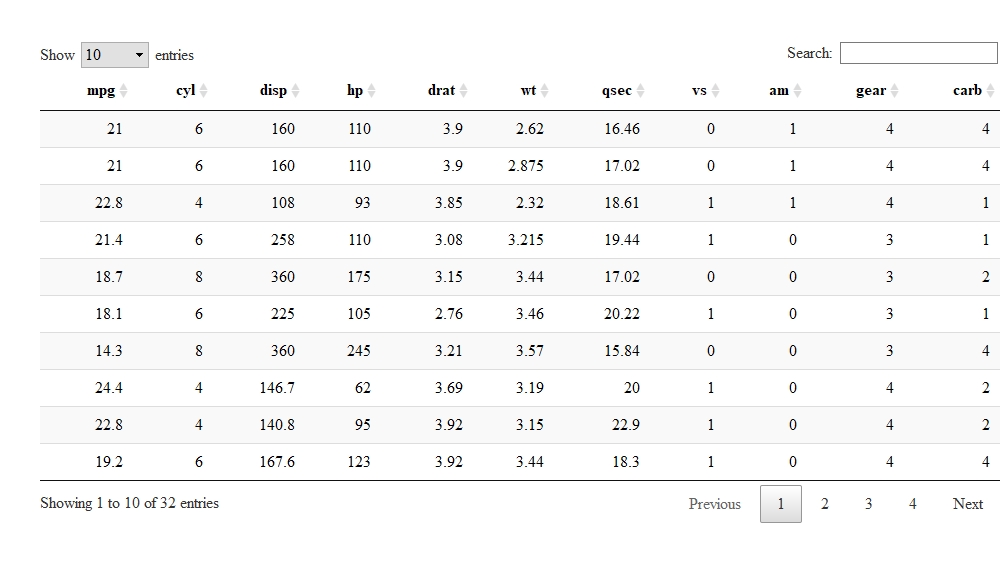 Show 10 entries Search:
mpg cyl disp hp drat wt qsec vs am gear carb
21 6 160 110 3.9 2.62 16.46 0 1 4 4
21 6 160 110 3.9 2.875 17.02 0 1 4 4
22.8 4 108 93 3.85 2.32 18.61 1 1 4 1
21.4 6 258 110 3.08 3.215 19.44 1 0 3 1
18.7 8 360 175 3.15 3.44 17.02 0 0 3 2
18.1 6 225 105 2.76 3.46 20.22 1 0 3 1
14.3 8 360 245 3.21 3.57 15.84 0 0 3 4
24.4 4 146.7 62 3.69 3.19 20 1 0 4 2
22.8 4 140.8 95 3.92 3.15 22.9 1 0 4 2
19.2 6 167.6 123 3.92 3.44 18.3 1 0 4 4
Showing 1 to 10 of 32 entries Previous 1 2 3 4 Next